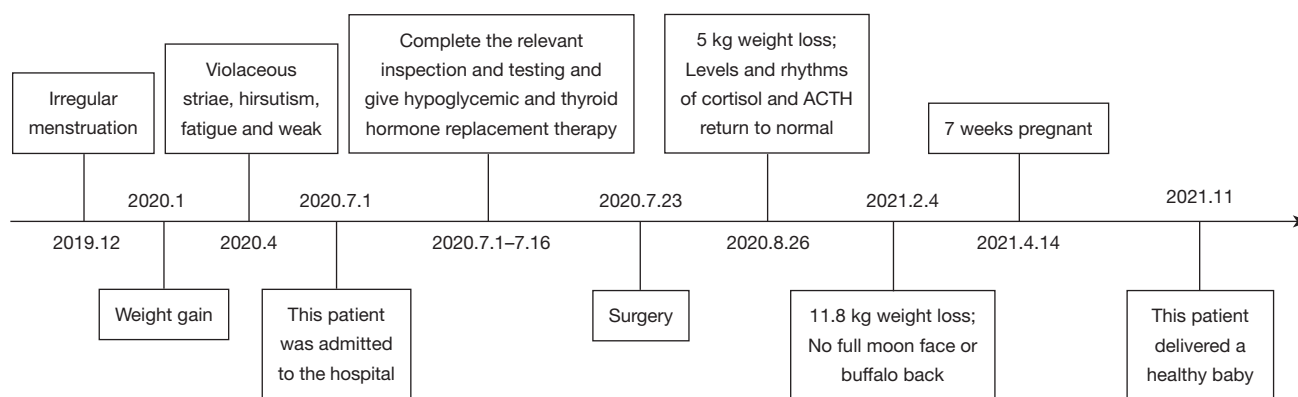 Irregular
menstruation
Violaceous
striae, hirsutism,
fatigue and weak
Complete the relevant
inspection and testing and
give hypoglycemic and thyroid
hormone replacement therapy
5 kg weight loss;
Levels and rhythms
of cortisol and ACTH
return to normal
7 weeks pregnant
2020.1
2020.7.1
2020.7.23
2021.2.4
2021.11
2019.12
2020.4
2020.7.1–7.16
2020.8.26
2021.4.14
Weight gain
This patient
was admitted
to the hospital
Surgery
11.8 kg weight loss;
No full moon face or
buffalo back
This patient
delivered a
healthy baby